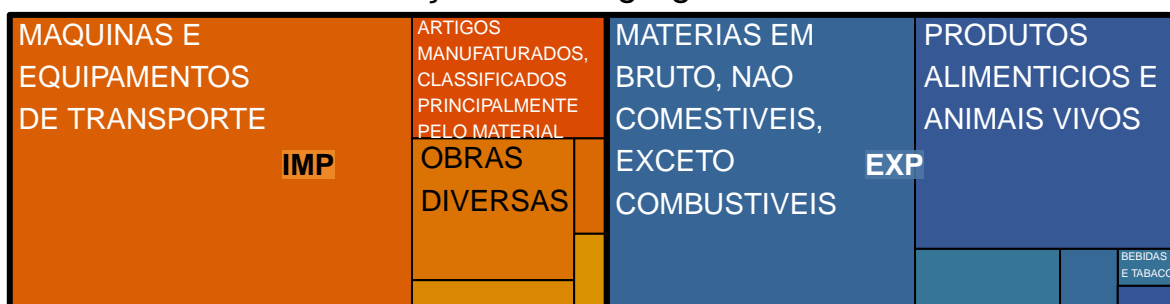 MAQUINAS E
EQUIPAMENTOS
DE TRANSPORTE
IMP
ARTIGOS
MANUFATURADOS,
CLASSIFICADOS
PRINCIPALMENTE
PELO MATERIAL
OBRAS
DIVERSAS
MATERIAS EM
BRUTO, NAO
COMESTIVEIS,
EXCETO
COMBUSTIVEIS
EXP
PRODUTOS
ALIMENTICIOS E
ANIMAIS VIVOS
BEBIDAS
E TABACO